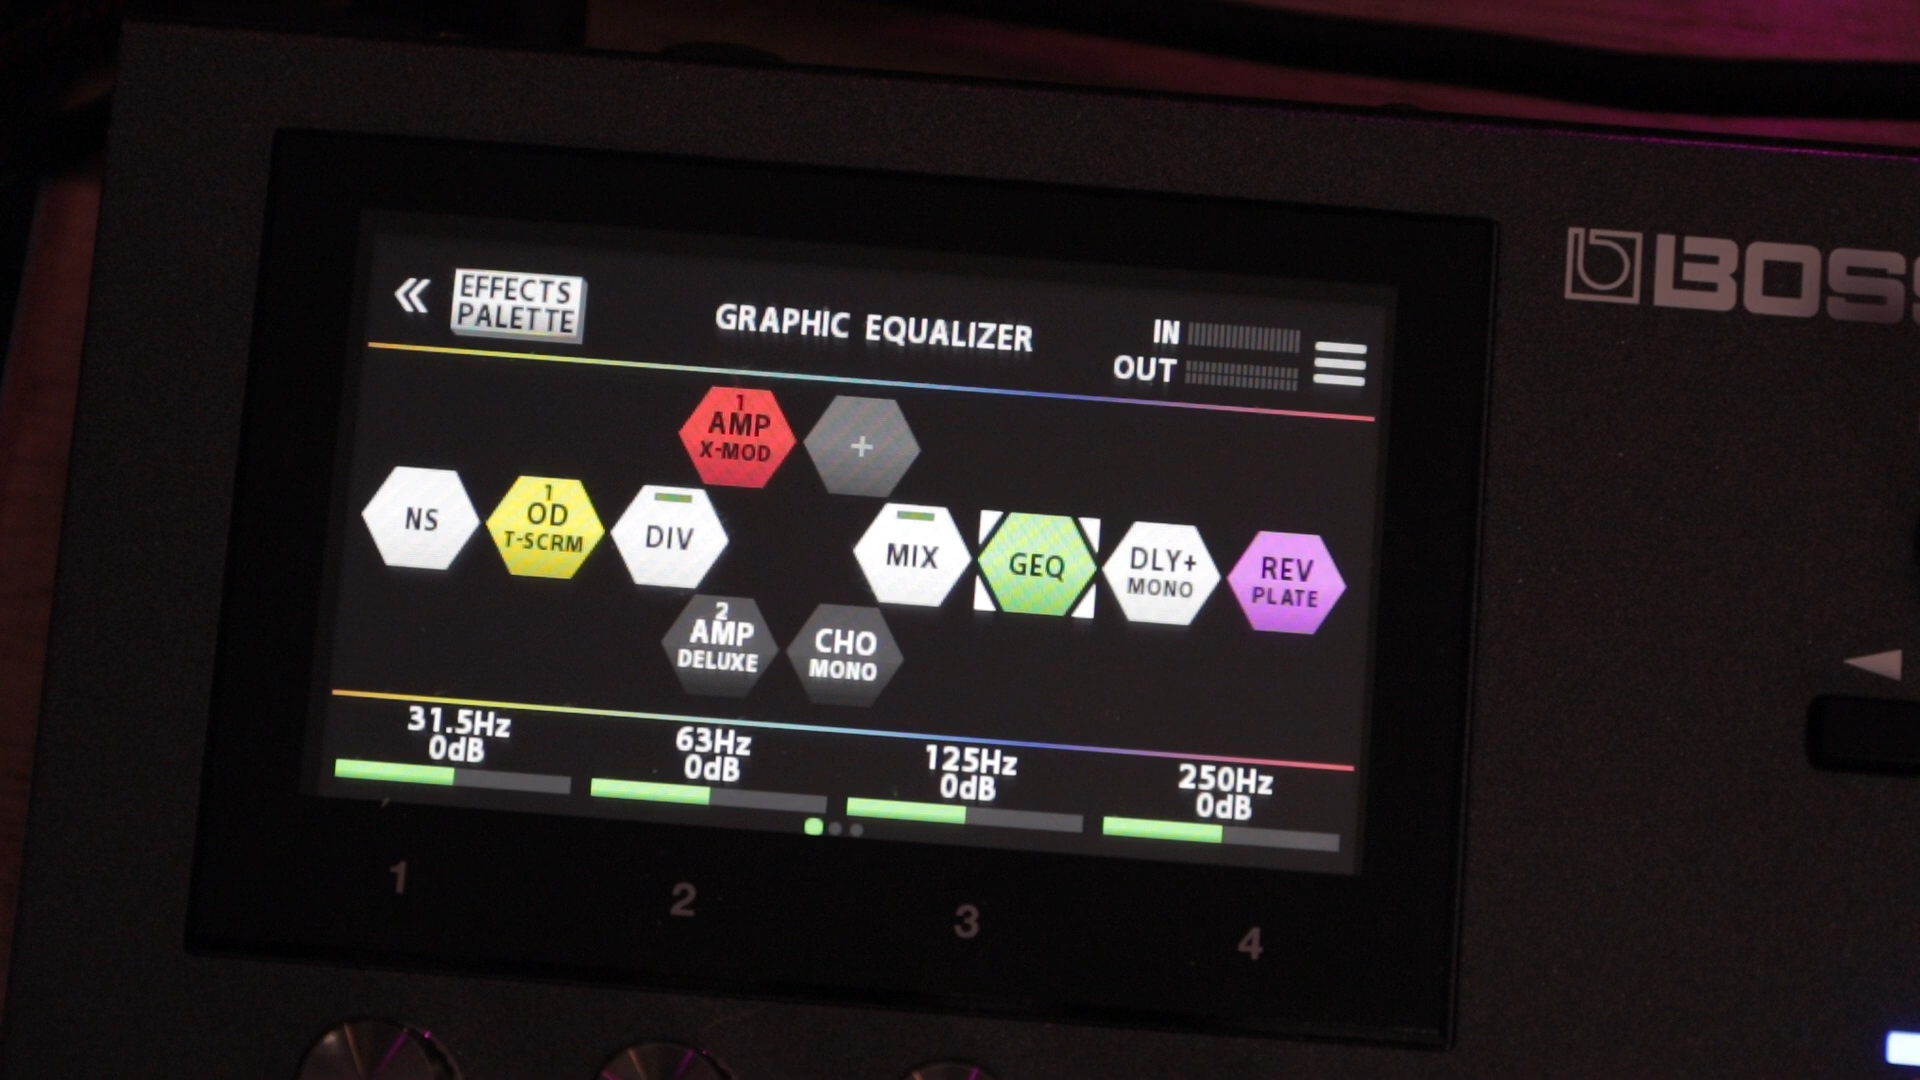 EFFECTS
PALETTE
GRAPHIC EQUALIZER
IN
OUT
1
AMP
X-MOD
+
NS
1
OD
T-SCRM
DIV
MIX
GEQ
DLY+
MONO
REV
PLATE
2
AMP
DELUXE
CHO
MONO
31.5Hz
0dB
63Hz
0dB
125Hz
0dB
250Hz
0dB
1
2
3
4
BOSS